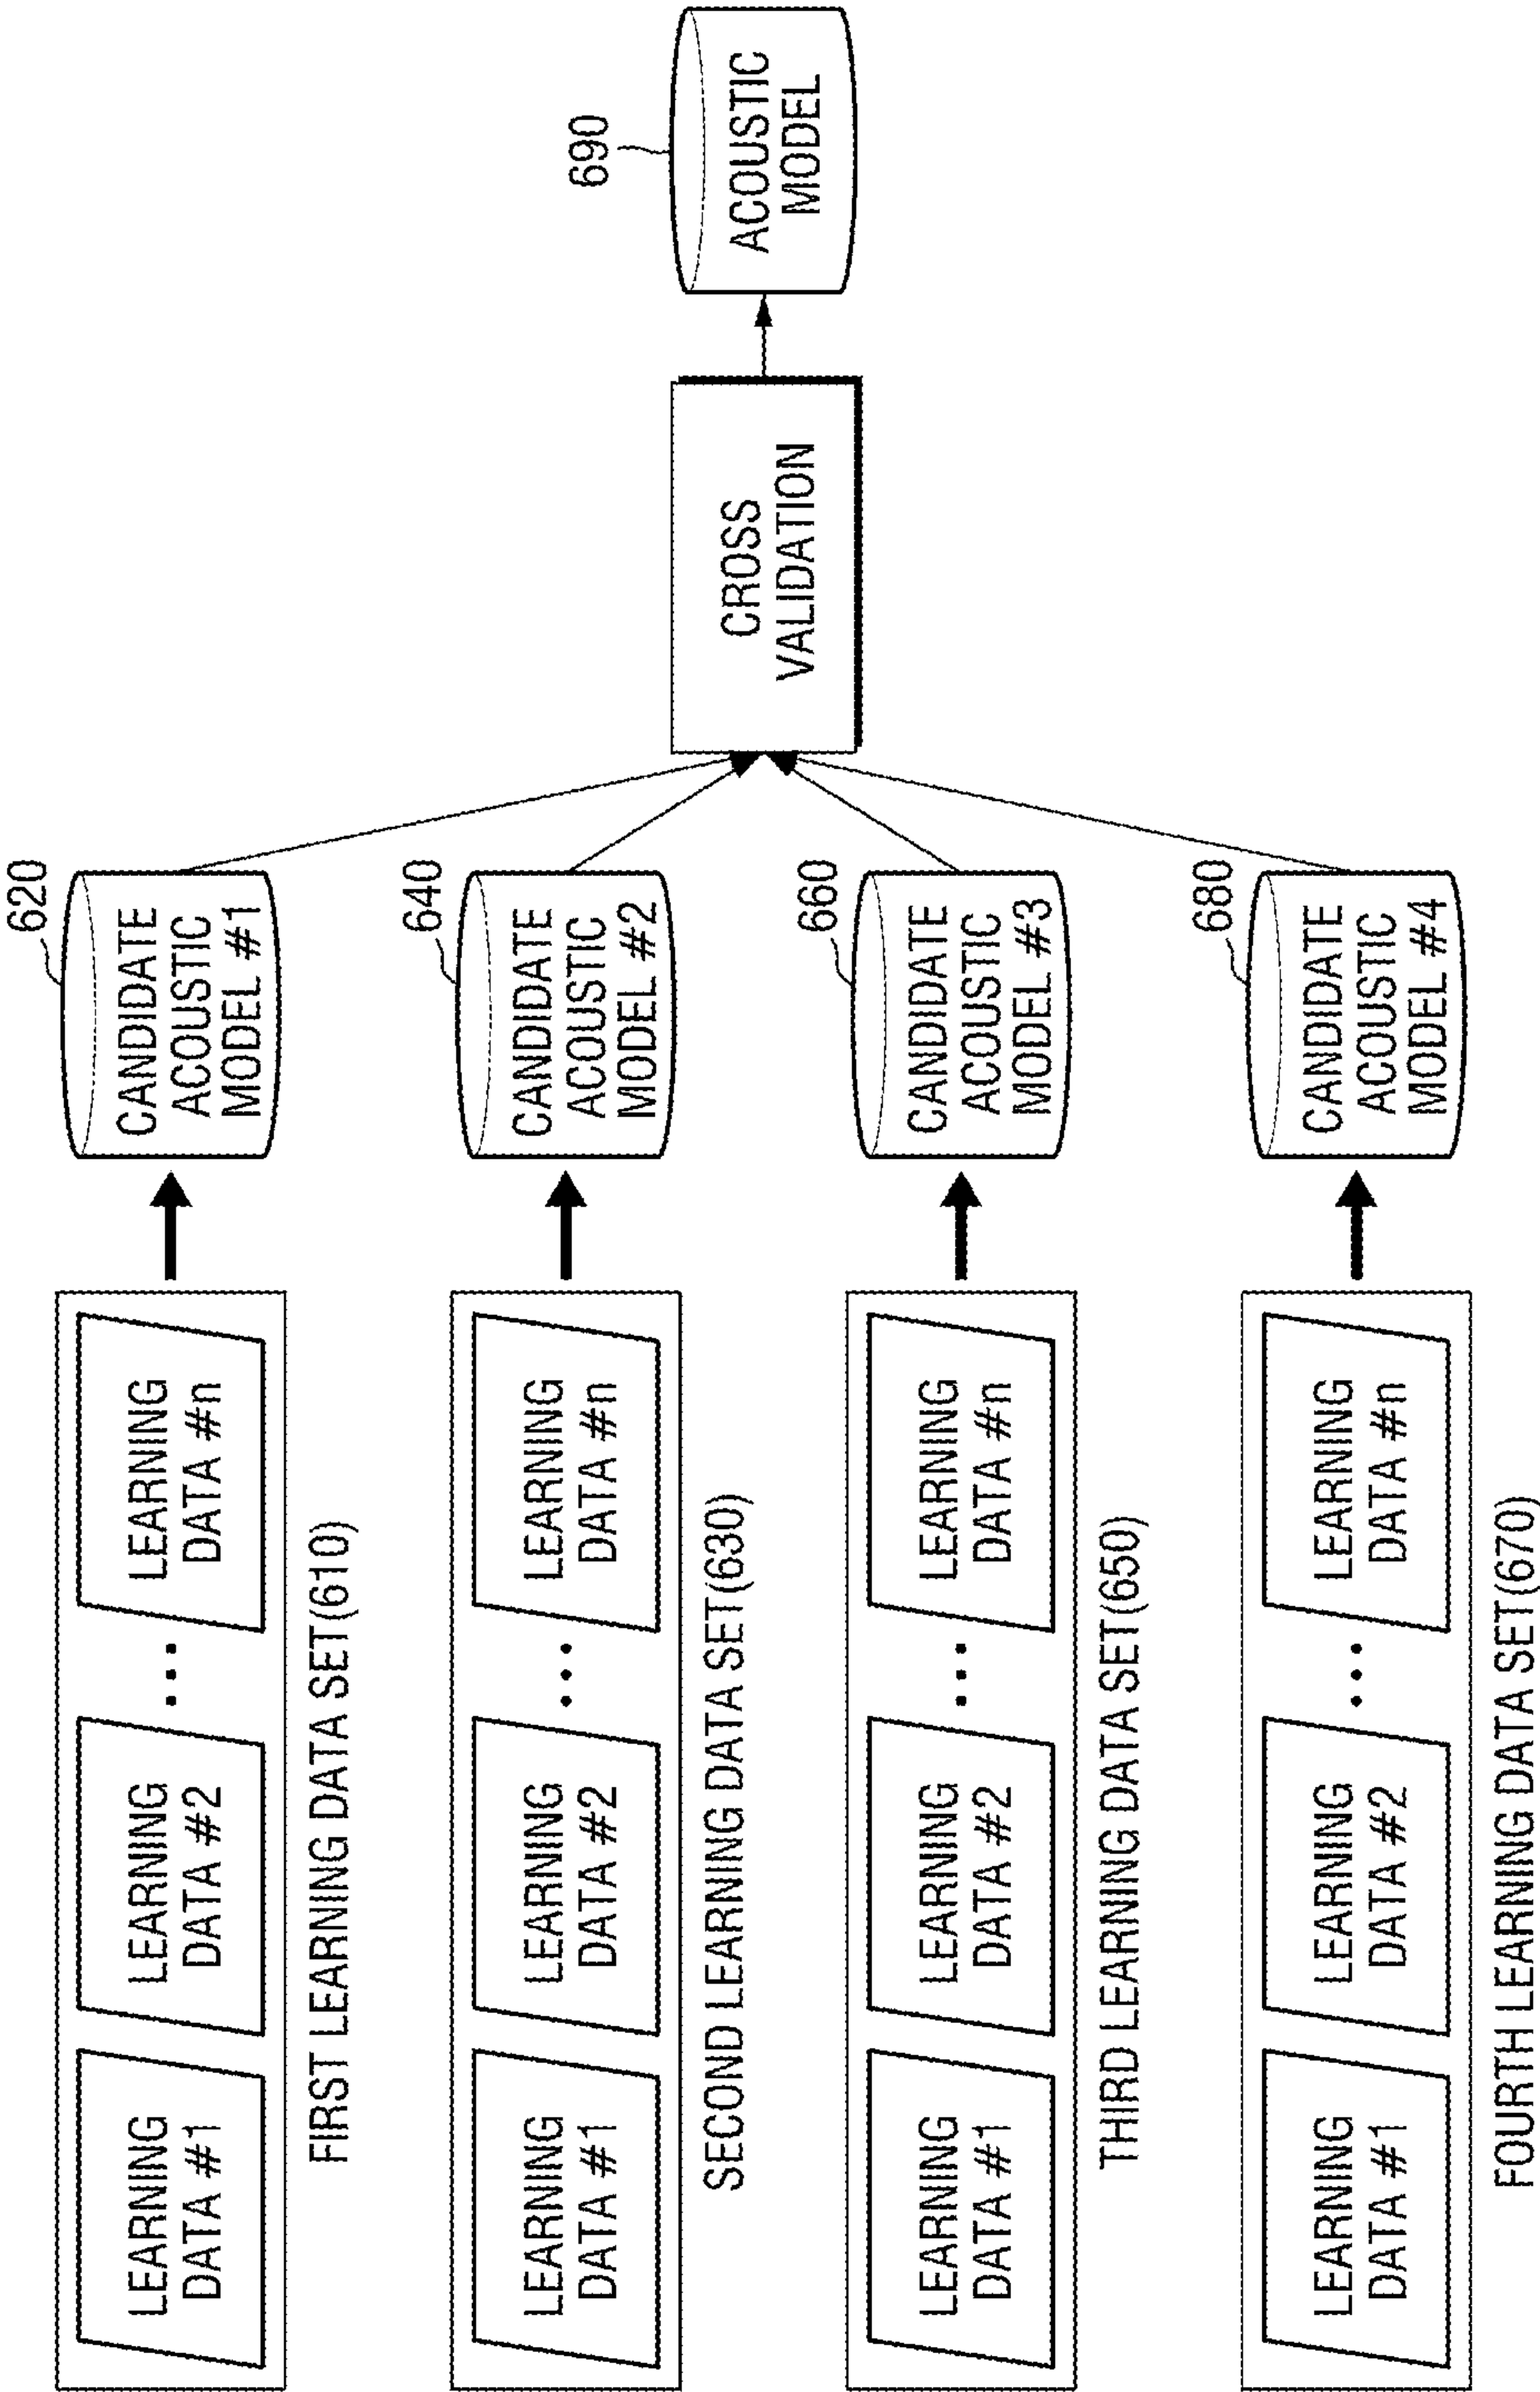 LEARNING
DATA #1
LEARNING
DATA #2
...
LEARNING
DATA #n
FIRST LEARNING DATA SET(610)
620
CANDIDATE
ACOUSTIC
MODEL #1
LEARNING
DATA #1
LEARNING
DATA #2
...
LEARNING
DATA #n
SECOND LEARNING DATA SET(630)
640
CANDIDATE
ACOUSTIC
MODEL #2
LEARNING
DATA #1
LEARNING
DATA #2
...
LEARNING
DATA #n
THIRD LEARNING DATA SET(650)
660
CANDIDATE
ACOUSTIC
MODEL #3
LEARNING
DATA #1
LEARNING
DATA #2
...
LEARNING
DATA #n
FOURTH LEARNING DATA SET(670)
680
CANDIDATE
ACOUSTIC
MODEL #4
CROSS
VALIDATION
690
ACOUSTIC
MODEL